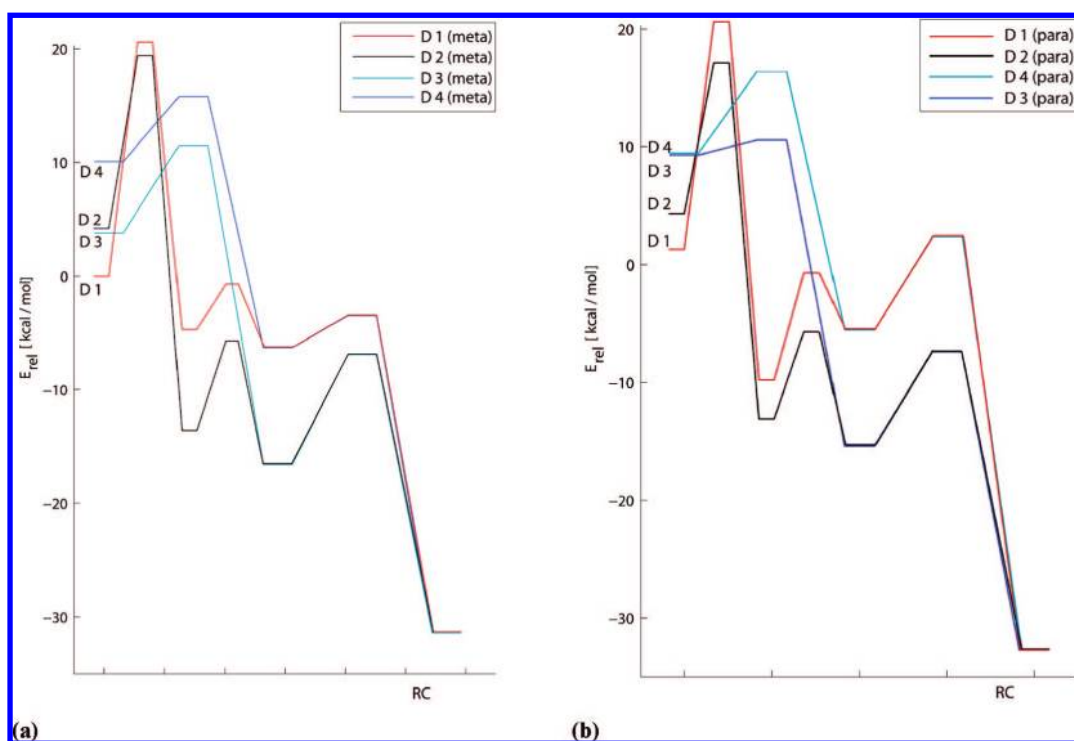 20
10
0
−10
−20
−30
E rel [ kcal / mol ]
D 4
D 2
D 3
D 1
D 1 (meta)
D 2 (meta)
D 3 (meta)
D 4 (meta)
RC
(a)
20
10
0
−10
−20
−30
E rel [ kcal / mol ]
D 4
D 3
D 2
D 1
D 1 (para)
D 2 (para)
D 4 (para)
D 3 (para)
RC
(b)